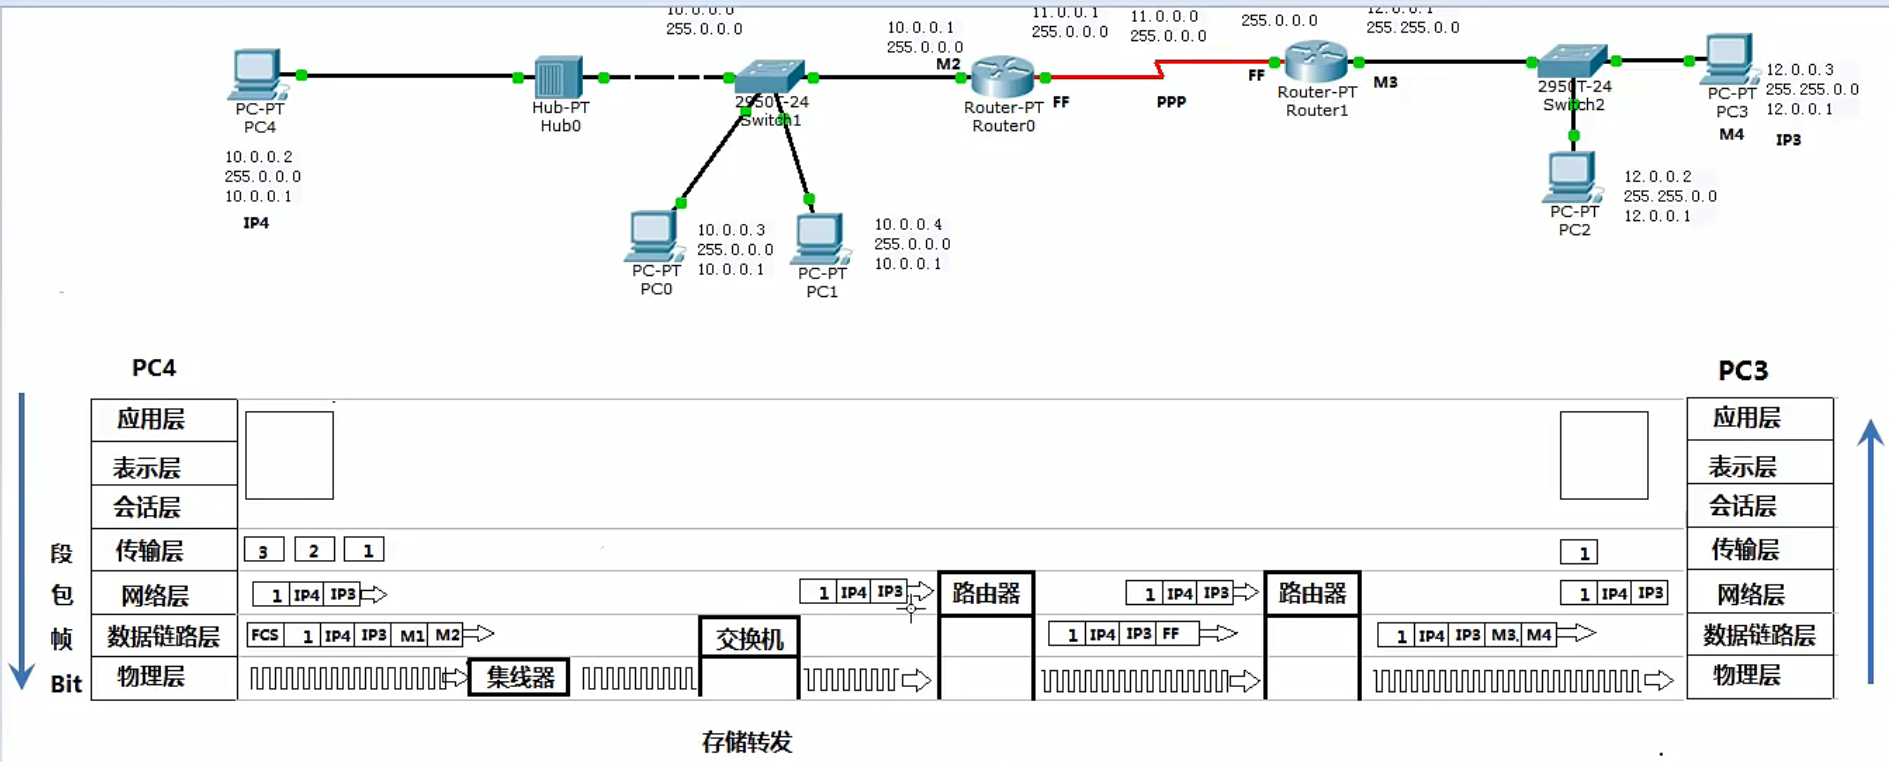 10.0.0.0
255.0.0.0
10.0.0.1
255.0.0.0
M2
11.0.0.1
255.0.0.0
11.0.0.0
255.0.0.0
255.0.0.0
12.0.0.1
255.255.0.0
PC-PT
PC4
10.0.0.2
255.0.0.0
10.0.0.1
IP4
Hub-PT
Hub0
2950T-24
Switch1
PC-PT
PC0
10.0.0.3
255.0.0.0
10.0.0.1
PC-PT
PC1
10.0.0.4
255.0.0.0
10.0.0.1
Router-PT
Router0
FF
PPP
FF
Router-PT
Router1
M3
2950T-24
Switch2
PC-PT
PC2
12.0.0.2
255.255.0.0
12.0.0.1
PC-PT
PC3
M4
12.0.0.3
255.255.0.0
12.0.0.1
IP3
PC4
PC3
应用层
应用层
表示层
表示层
会话层
会话层
段 传输层 3 2 1 1 传输层
包 网络层 1 IP4 IP3 1 IP4 IP3 路由器 1 IP4 IP3 路由器 1 IP4 IP3 网络层
帧 数据链路层 FCS 1 IP4 IP3 M1 M2 交换机 1 IP4 IP3 FF 1 IP4 IP3 M3, M4 数据链路层
Bit 物理层 集线器 物理层
存储转发